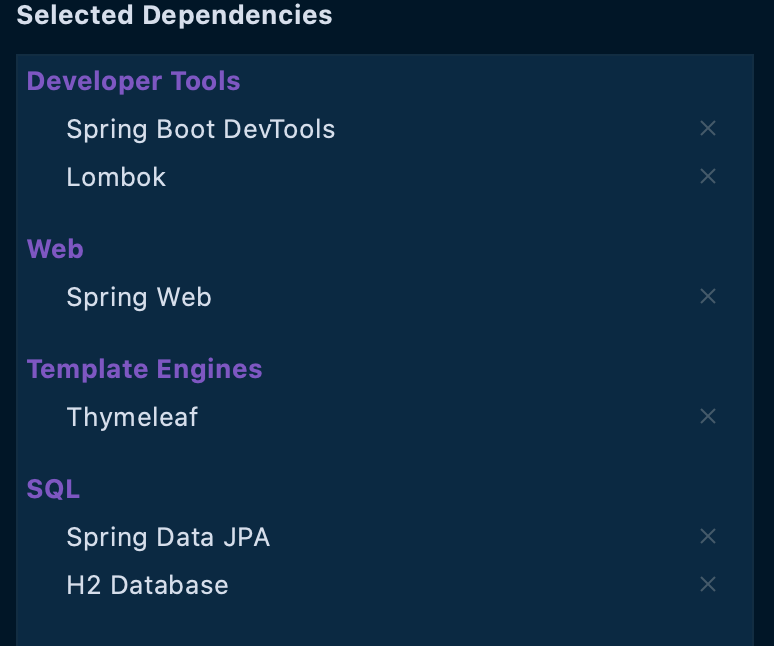 Selected Dependencies
Developer Tools
Spring Boot DevTools
Lombok
Web
Spring Web
Template Engines
Thymeleaf
SQL
Spring Data JPA
H2 Database